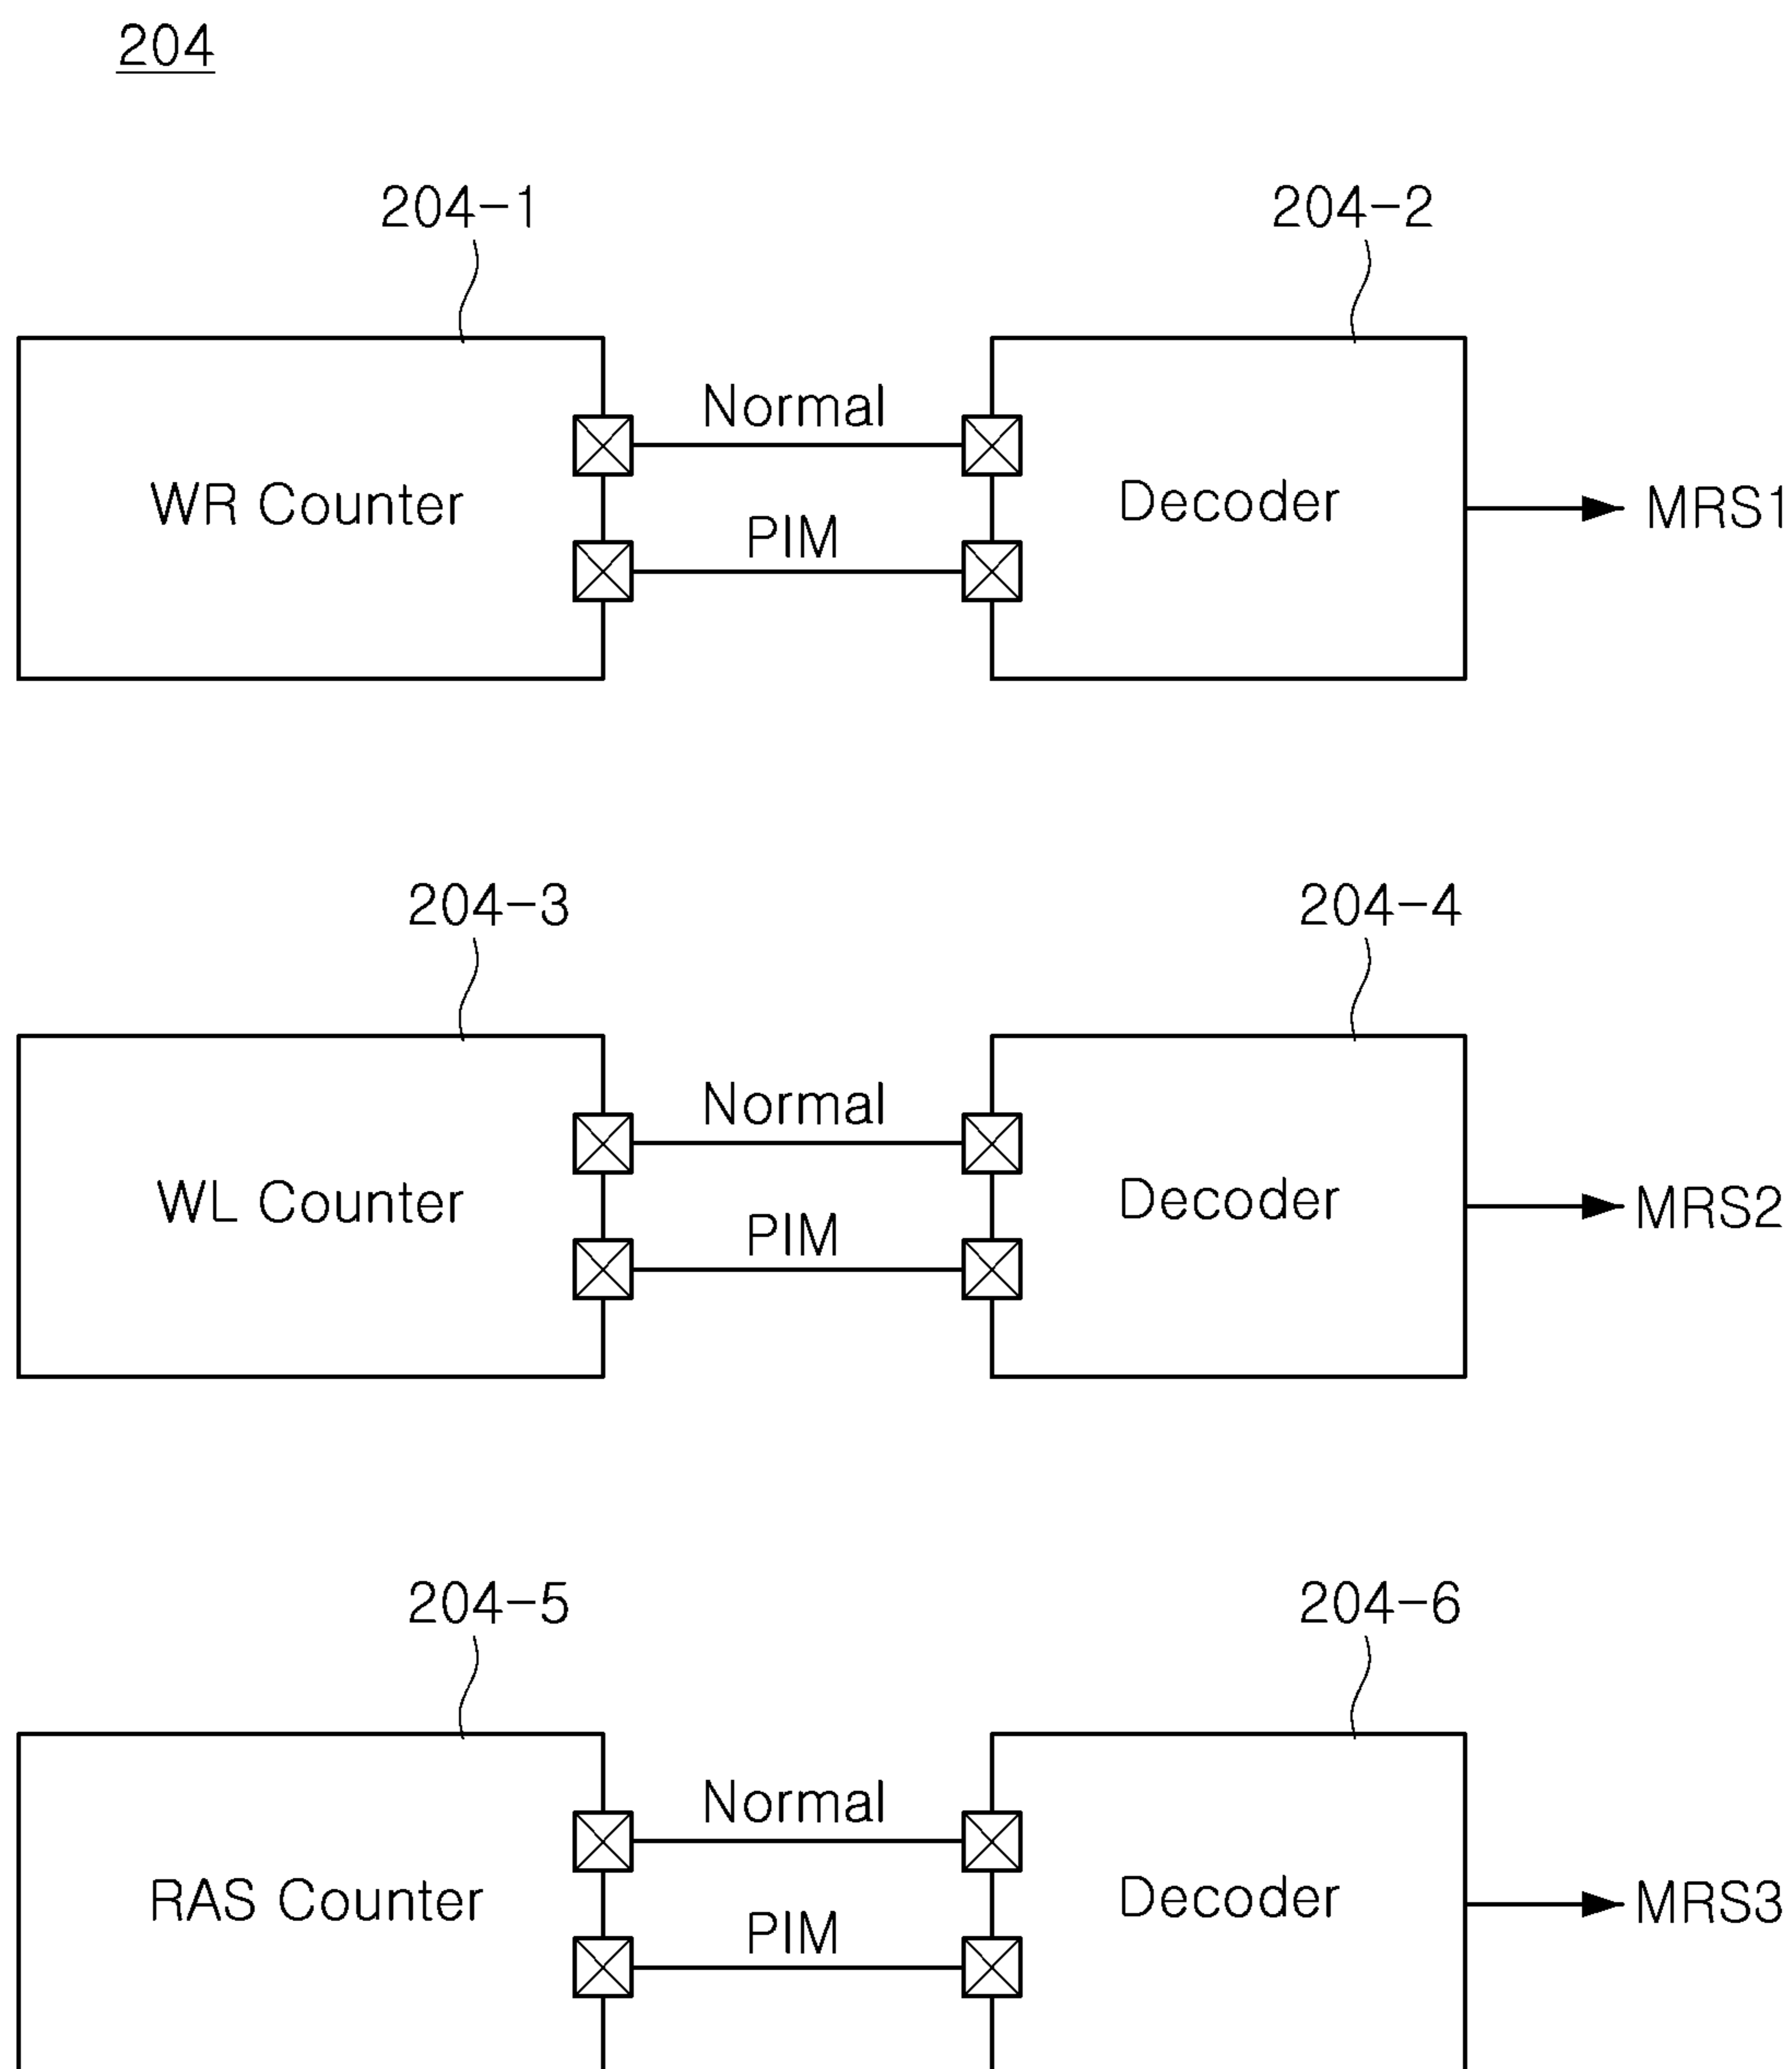 204
204-1 204-2
Normal
WR Counter Decoder MRS1
PIM
204-3 204-4
Normal
WL Counter Decoder MRS2
PIM
204-5 204-6
Normal
RAS Counter Decoder MRS3
PIM